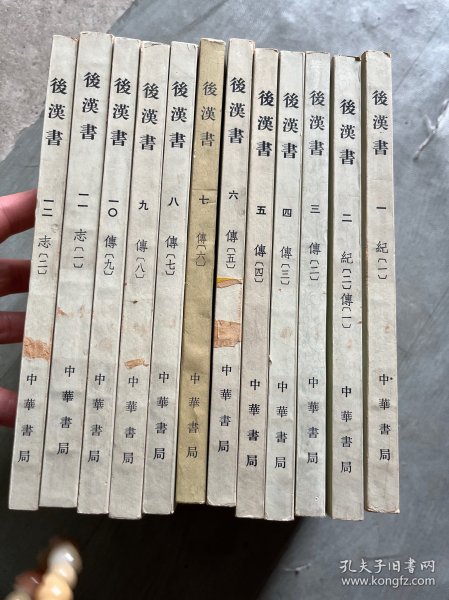 後漢書 一 紀〔一〕 中華書局
後漢書 二 紀〔二〕傳〔一〕 中華書局
後漢書 三 傳〔二〕 中華書局
後漢書 四 傳〔三〕 中華書局
後漢書 五 傳〔四〕 中華書局
後漢書 六 傳〔五〕 中華書局
後漢書 七 傳〔六〕 中華書局
後漢書 八 傳〔七〕 中華書局
後漢書 九 傳〔八〕 中華書局
後漢書 一〇 傳〔九〕 中華書局
後漢書 一一 志〔一〕 中華書局
後漢書 一二 志〔二〕 中華書局
孔夫子旧书网
www.kongfz.com